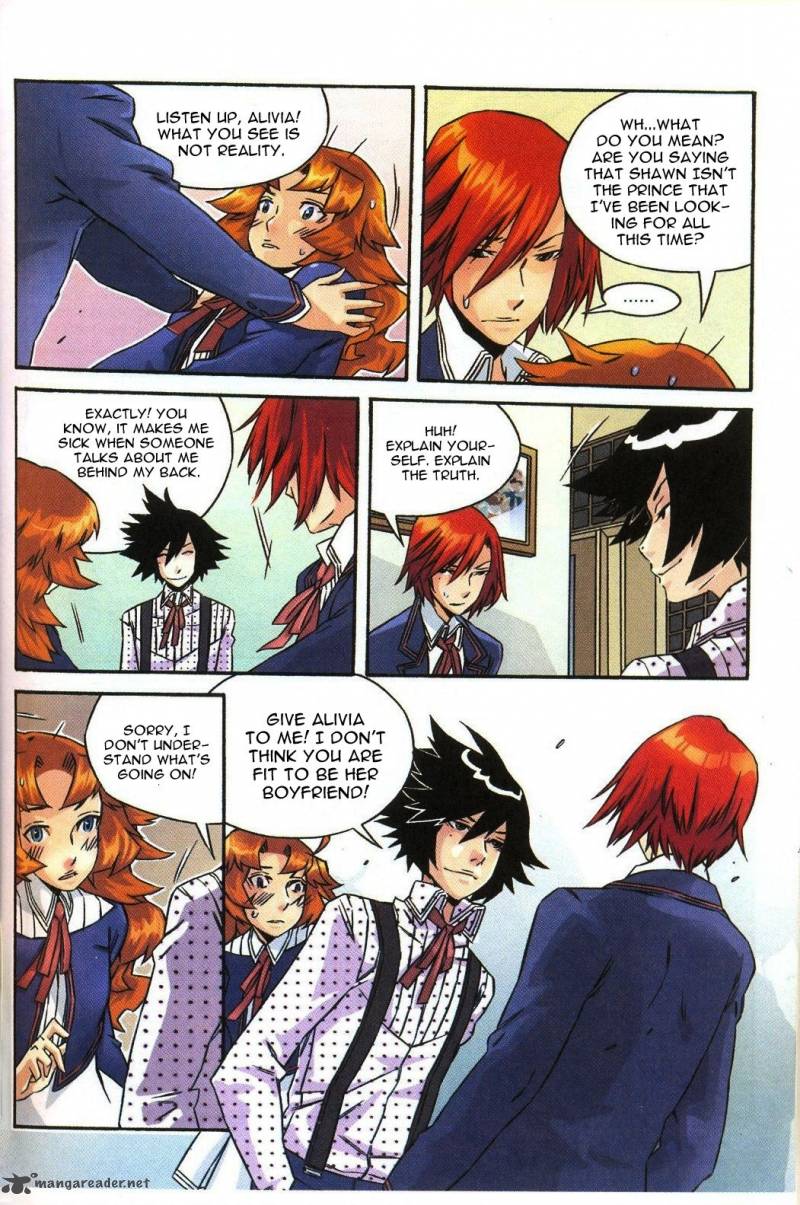 LISTEN UP, ALIVIA!
WHAT YOU SEE IS
NOT REALITY.
WH...WHAT
DO YOU MEAN?
ARE YOU SAYING
THAT SHAWN ISN'T
THE PRINCE THAT
I'VE BEEN LOOK-
ING FOR ALL
THIS TIME?
......
EXACTLY! YOU
KNOW, IT MAKES ME
SICK WHEN SOMEONE
TALKS ABOUT ME
BEHIND MY BACK.
HUH!
EXPLAIN YOUR-
SELF. EXPLAIN
THE TRUTH.
SORRY, I
DON'T UNDER-
STAND WHAT'S
GOING ON!
GIVE ALIVIA
TO ME! I DON'T
THINK YOU ARE
FIT TO BE HER
BOYFRIEND!
mangareader.net